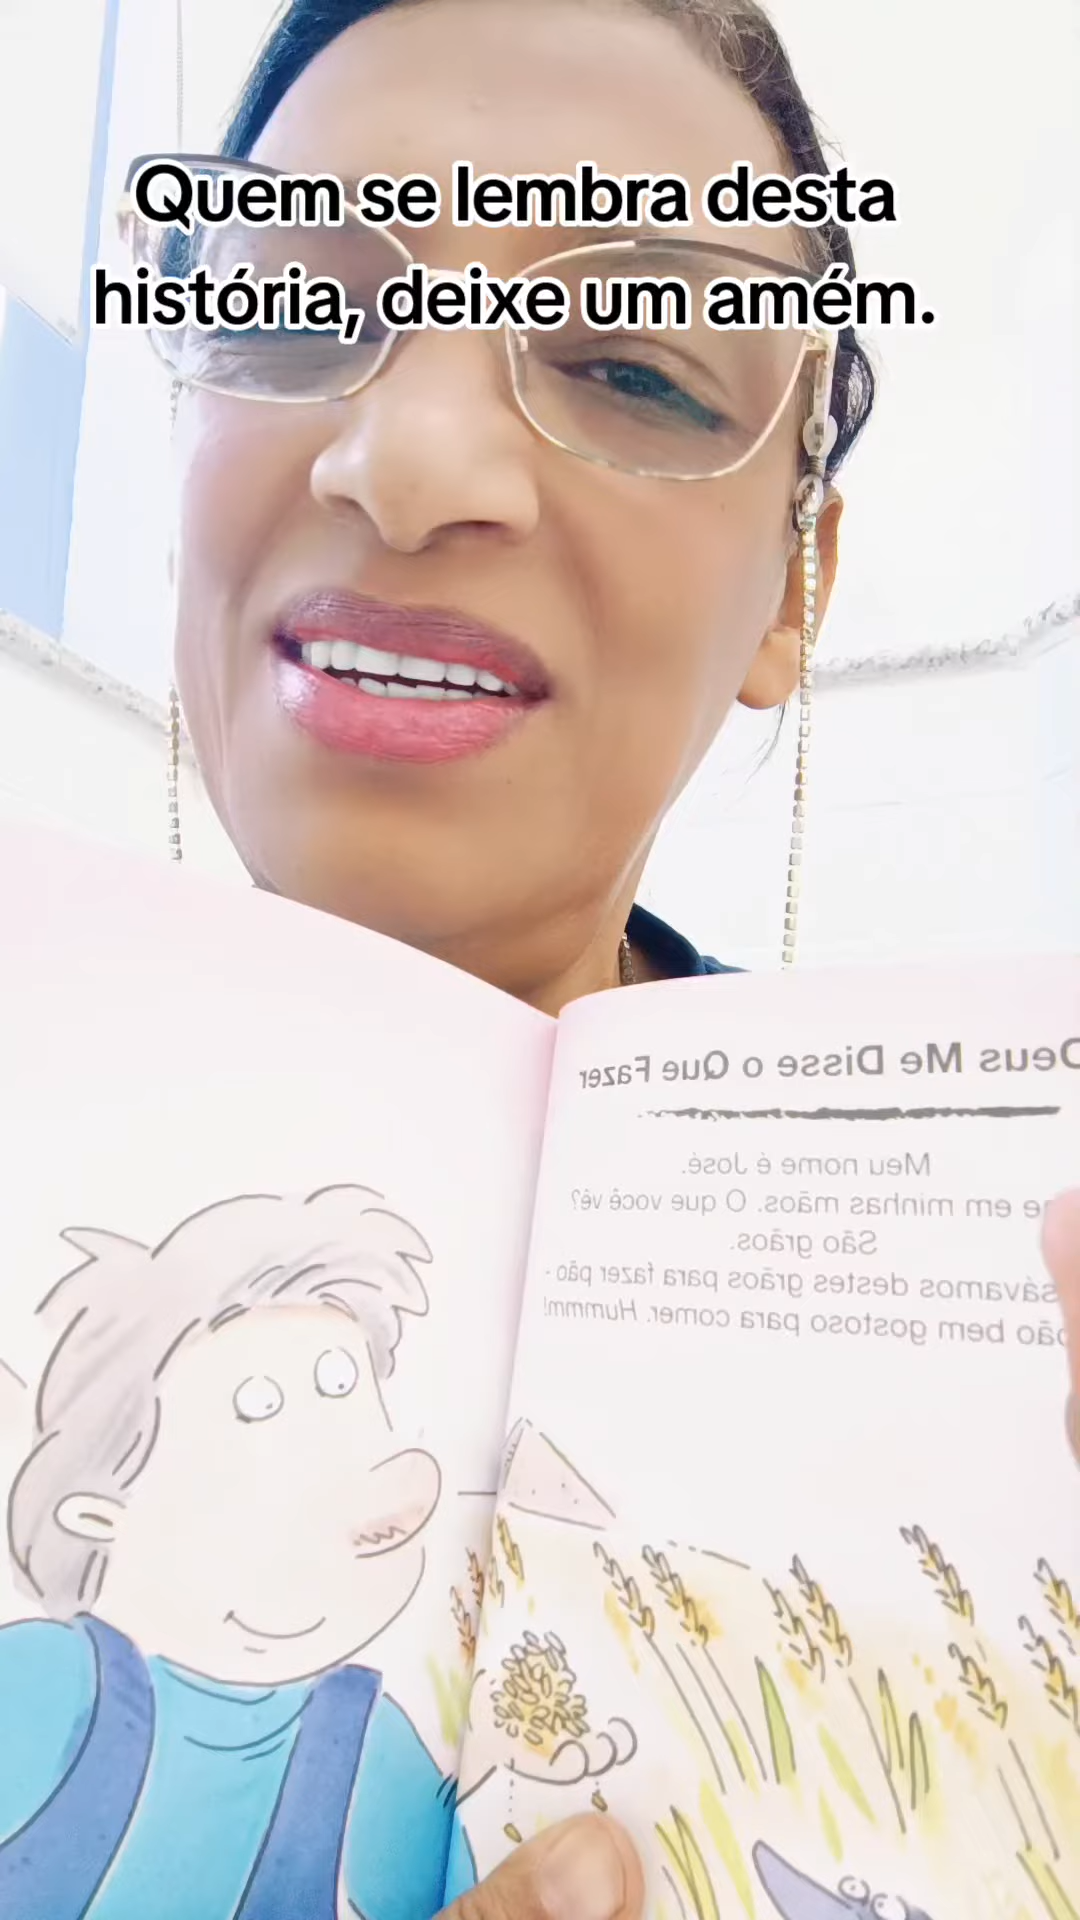 Quem se lembra desta
história, deixe um amém.
Deus Me Disse o Que Fazer
Meu nome é José.
em minhas mãos. O que você vê?
São grãos.
destes grãos para fazer pão -
bem gostoso para comer. Hummm!